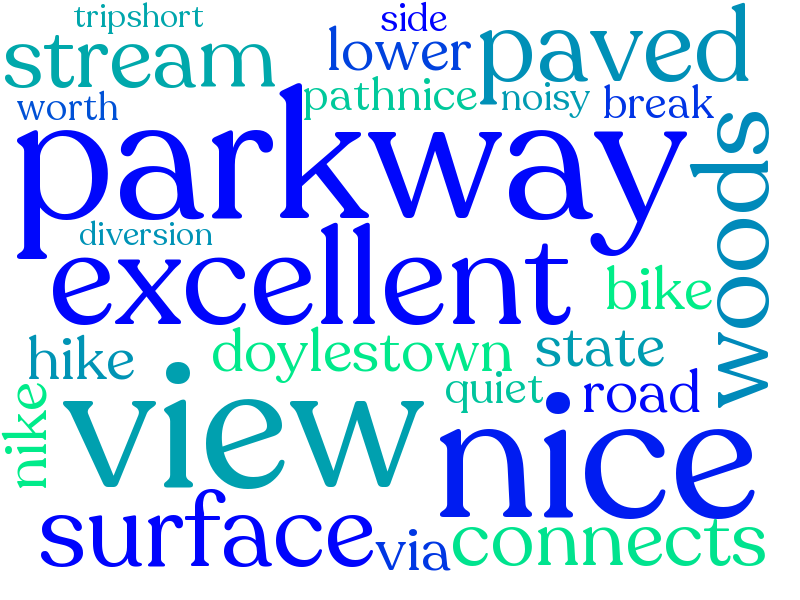 tripshort
side
stream
lower
paved
worth
pathnice
noisy
break
parkway
woods
diversion
excellent
bike
hike
doylestown
state
nike
view
quiet
road
nice
surface
via
connects